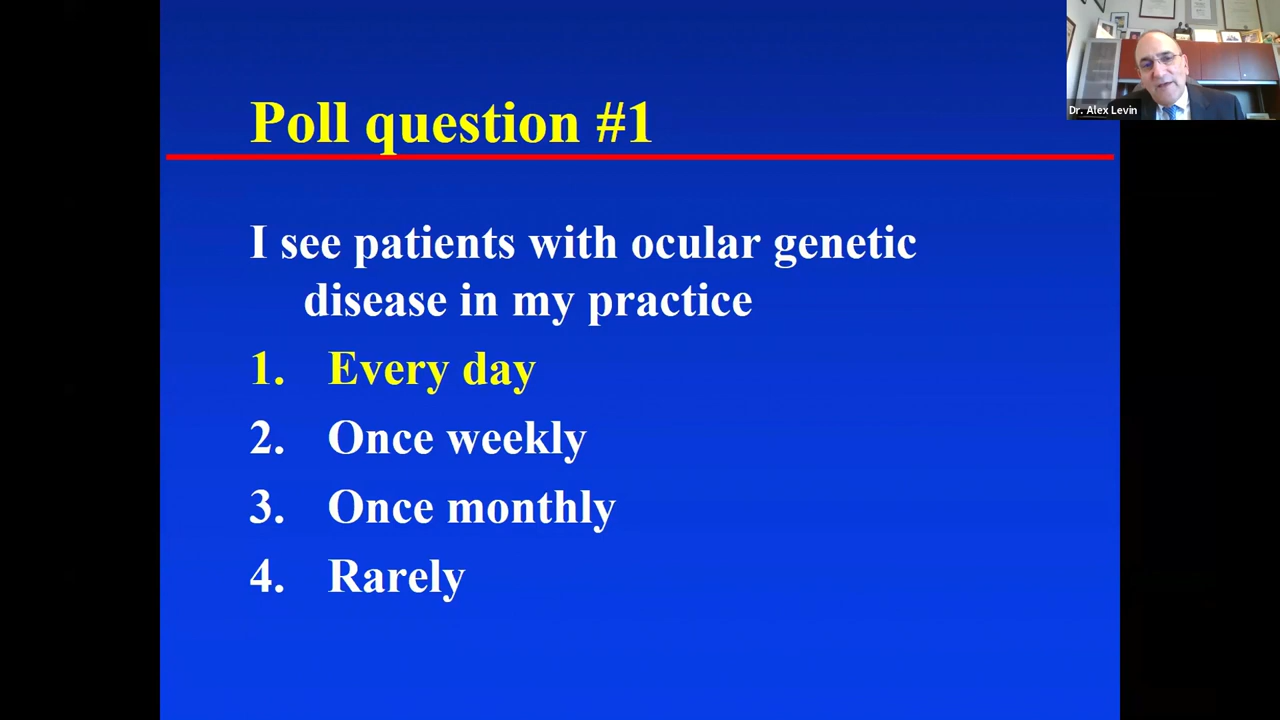 Poll question #1
Dr. Alex Levin
I see patients with ocular genetic
disease in my practice
1. Every day
2. Once weekly
3. Once monthly
4. Rarely